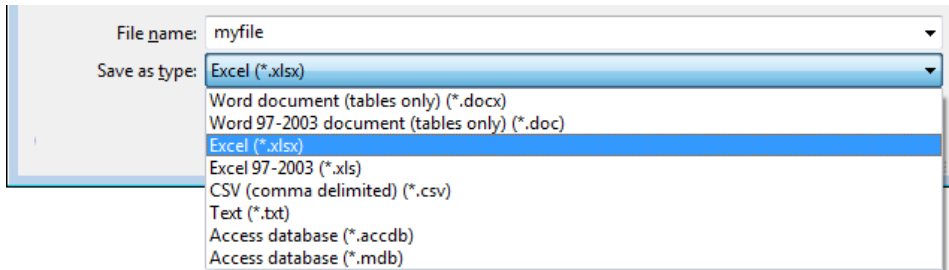 File name: myfile
Save as type: Excel (*.xlsx)
Word document (tables only) (*.docx)
Word 97-2003 document (tables only) (*.doc)
Excel (*.xlsx)
Excel 97-2003 (*.xls)
CSV (comma delimited) (*.csv)
Text (*.txt)
Access database (*.accdb)
Access database (*.mdb)